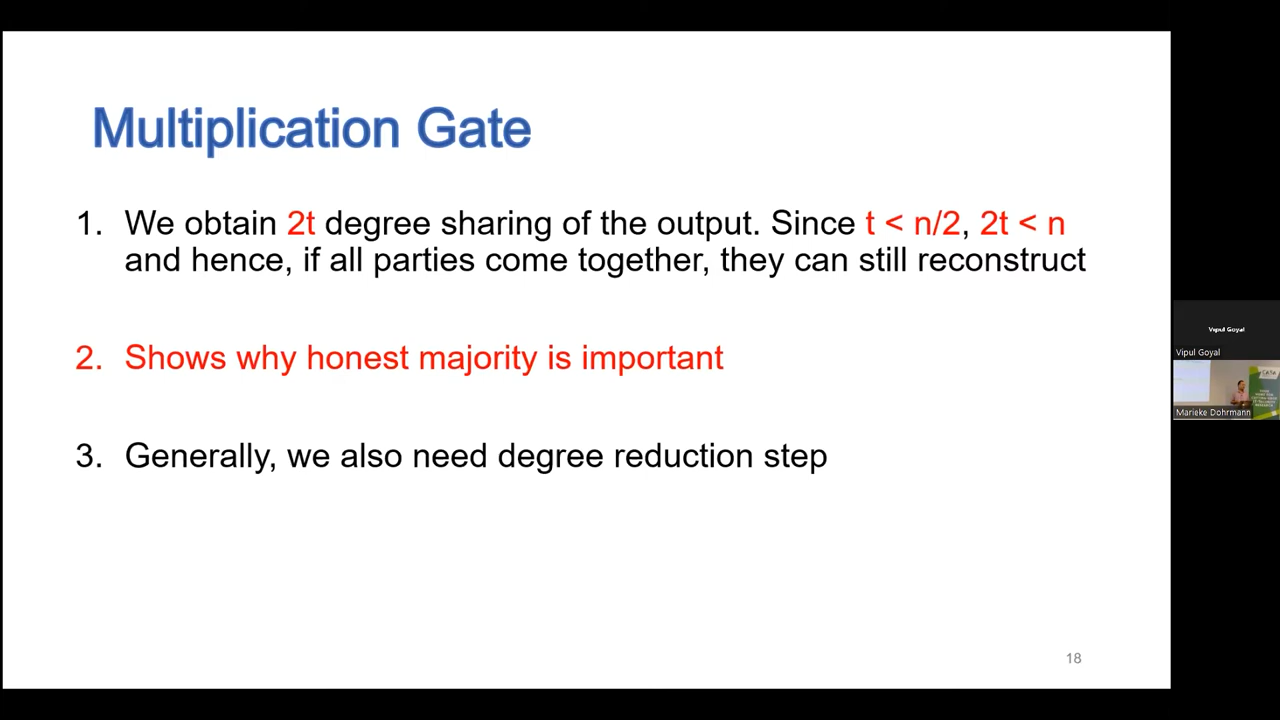 Multiplication Gate
1. We obtain 2t degree sharing of the output. Since t < n/2, 2t < n
and hence, if all parties come together, they can still reconstruct
2. Shows why honest majority is important
3. Generally, we also need degree reduction step
18
Vipul Goyal
Vipul Goyal
Marieke Dohrmann